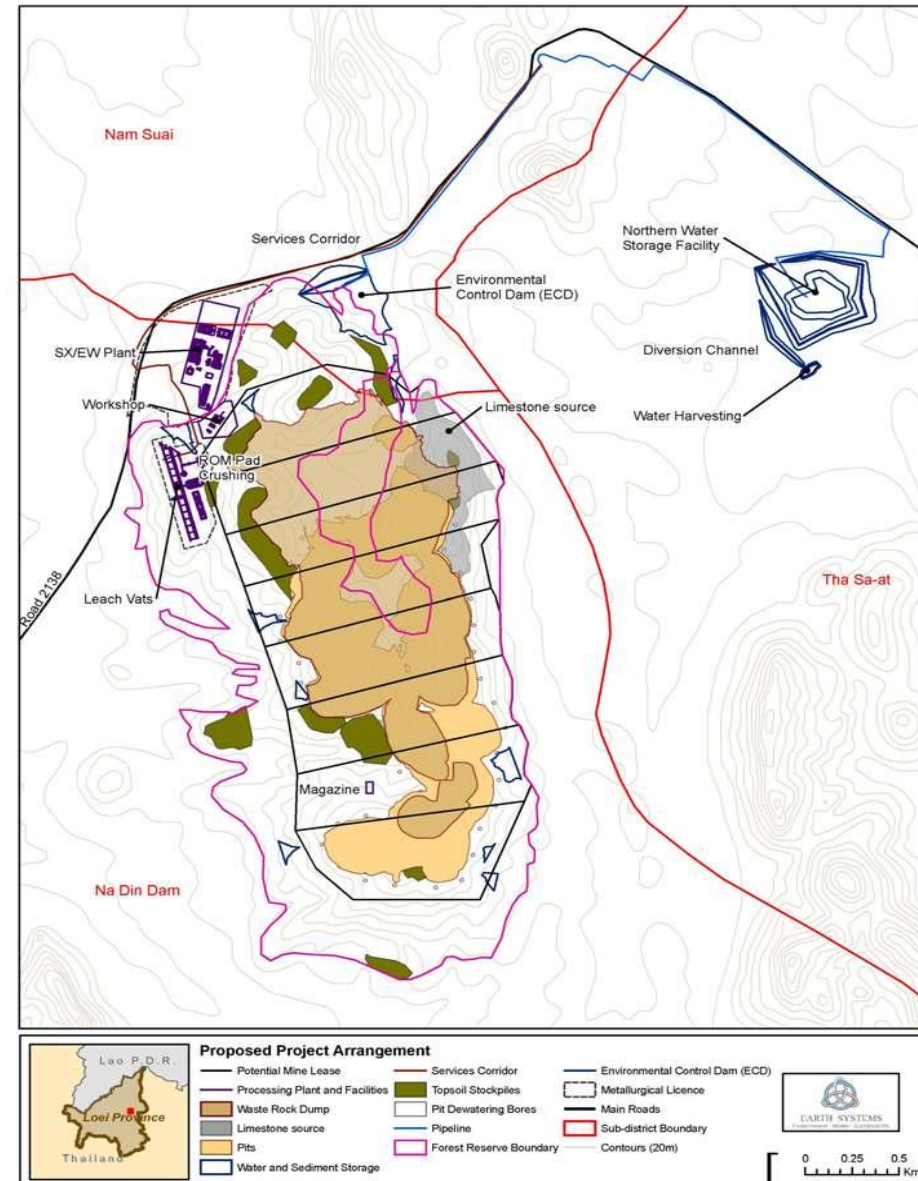 Nam Suai
Services Corridor
Northern Water
Storage Facility
Environmental
Control Dam (ECD)
SX/EW Plant
Diversion Channel
Workshop
Limestone source
Water Harvesting
ROM Pad
Crushing
Leach Vats
Tha Sa-at
Road 2138
Magazine
Na Din Dam
Lao P.D.R.
Loei Province
Thailand
Proposed Project Arrangement
Potential Mine Lease
Processing Plant and Facilities
Waste Rock Dump
Limestone source
Pits
Water and Sediment Storage
Services Corridor
Topsoil Stockpiles
Pit Dewatering Bores
Pipeline
Forest Reserve Boundary
Environmental Control Dam (ECD)
Metallurgical Licence
Main Roads
Sub-district Boundary
Contours (20m)
EARTH SYSTEMS
0 0.25 0.5
Km